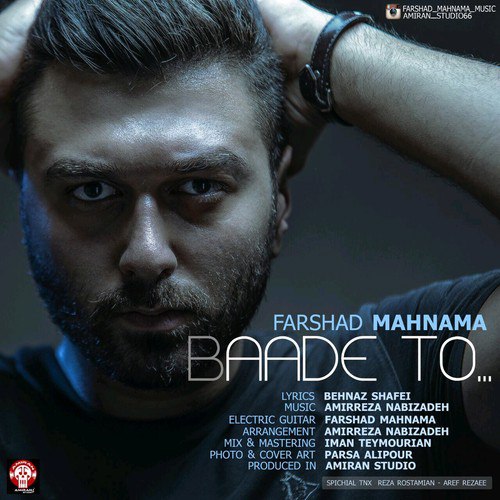 FARSHAD_MAHNAMA_MUSIC
AMIRAN_STUDIO66
FARSHAD MAHNAMA
BAADE TO...
LYRICS BEHNAZ SHAFEI
MUSIC AMIRREZA NABIZADEH
ELECTRIC GUITAR FARSHAD MAHNAMA
ARRANGEMENT AMIRREZA NABIZADEH
MIX & MASTERING IMAN TEYMOURIAN
PHOTO & COVER ART PARSA ALIPOUR
PRODUCED IN AMIRAN STUDIO
SPICHIAL TNX REZA ROSTAMIAN - AREF REZAEE